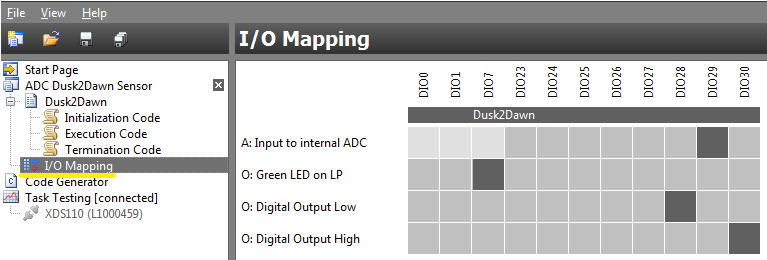 File View Help
I/O Mapping
Start Page
ADC Dusk2Dawn Sensor
Dusk2Dawn
Initialization Code
Execution Code
Termination Code
I/O Mapping
Code Generator
Task Testing [connected]
XDS110 (L1000459)
DIO0 DIO1 DIO7 DIO23 DIO24 DIO25 DIO26 DIO27 DIO28 DIO29 DIO30
Dusk2Dawn
A: Input to internal ADC
O: Green LED on LP
O: Digital Output Low
O: Digital Output High